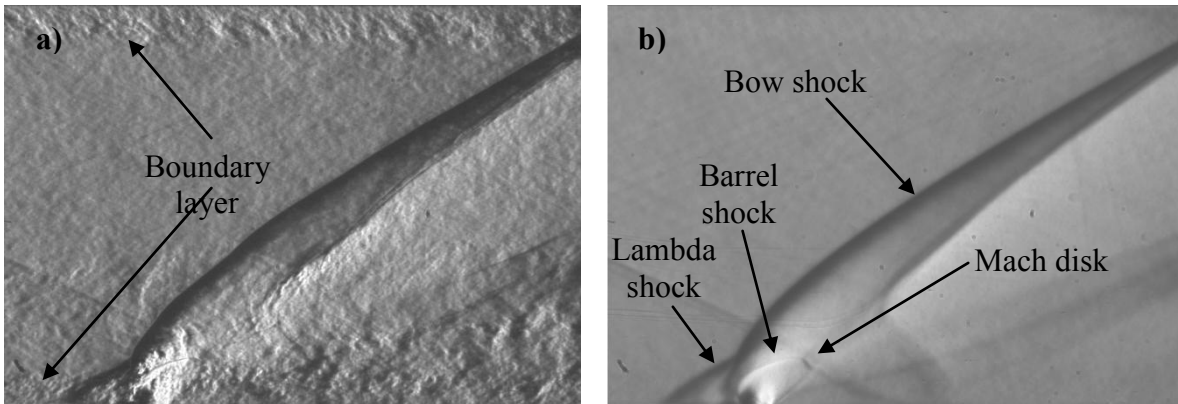 a)
Boundary
layer
b)
Bow shock
Barrel
shock
Lambda
shock
Mach disk